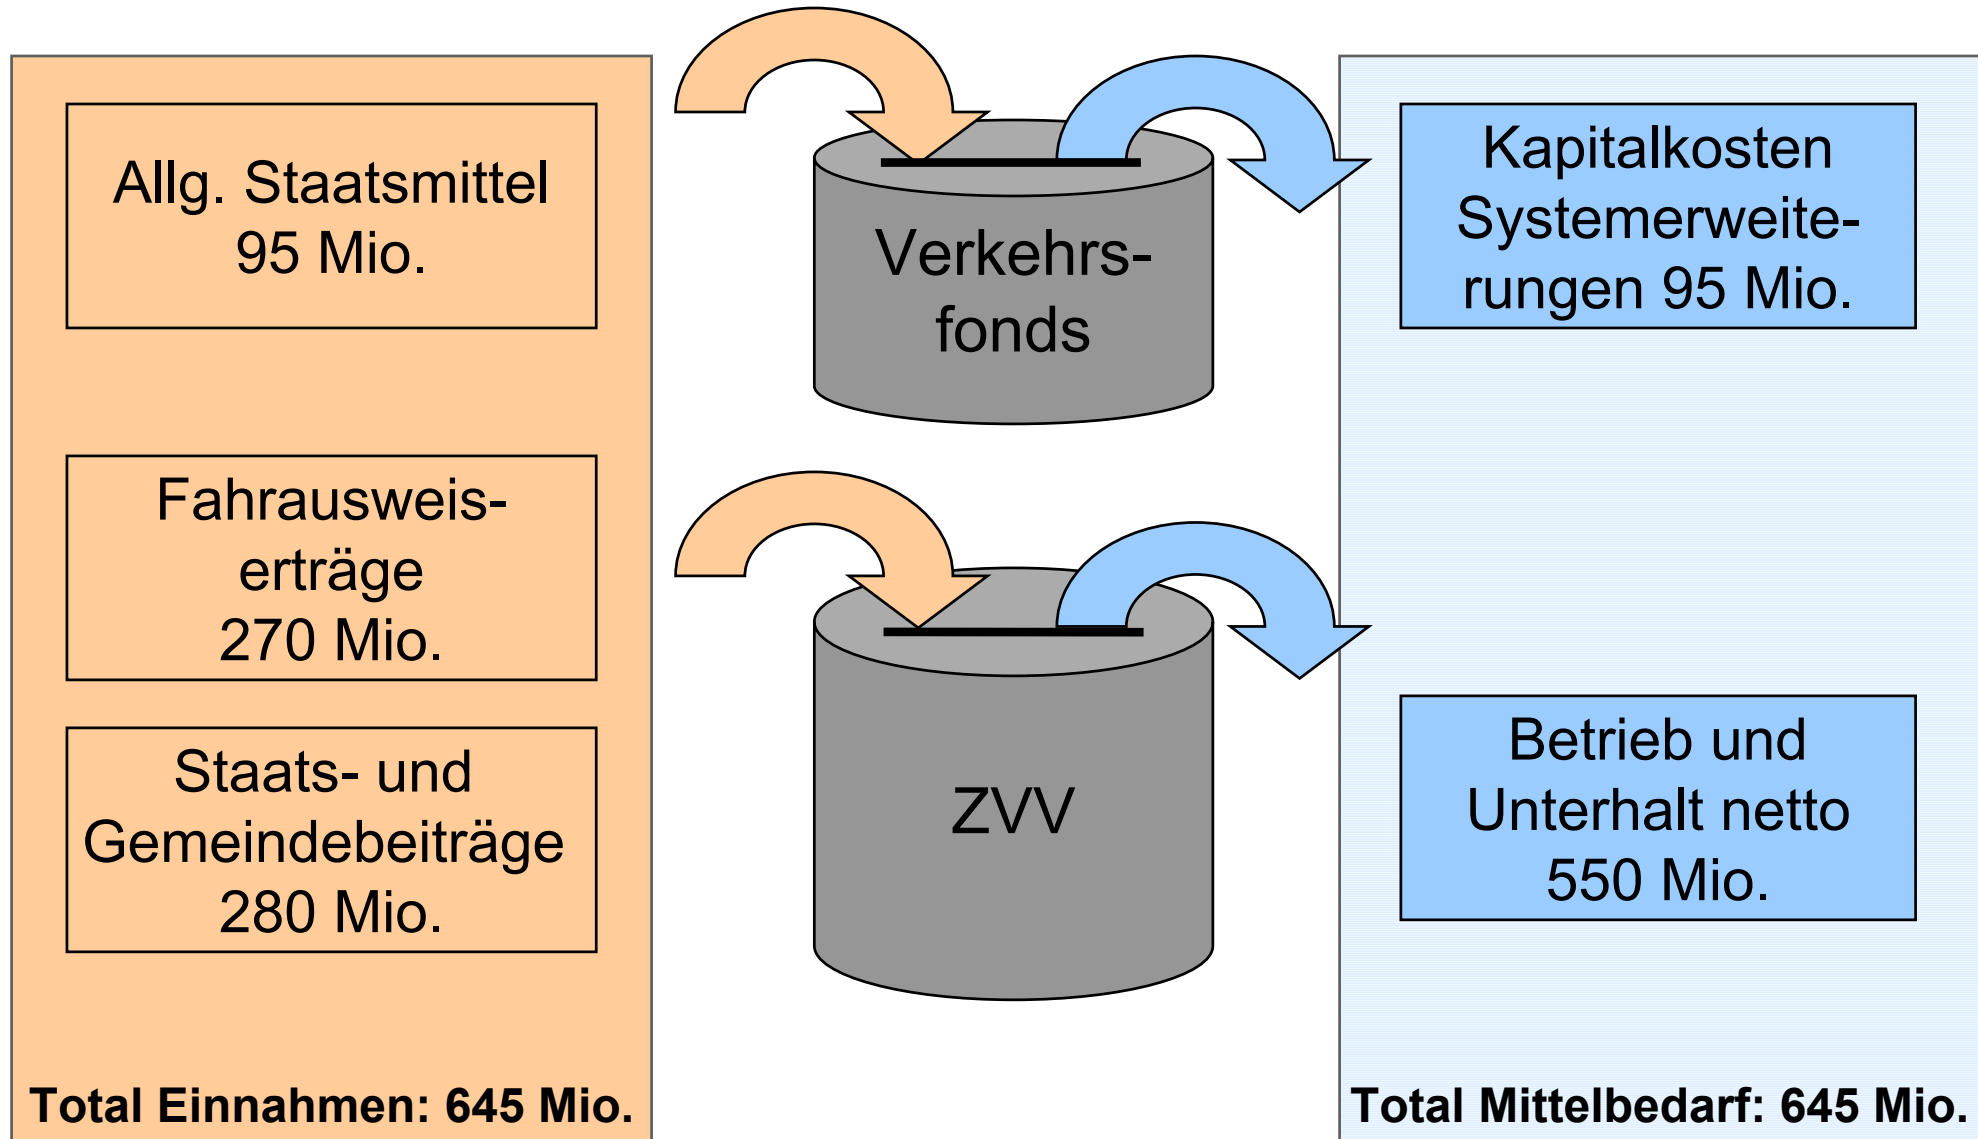 Allg. Staatsmittel
95 Mio.
Fahrausweis-
erträge
270 Mio.
Staats- und
Gemeindebeiträge
280 Mio.
Total Einnahmen: 645 Mio.
Verkehrs-
fonds
ZVV
Kapitalkosten
Systemerweite-
rungen 95 Mio.
Betrieb und
Unterhalt netto
550 Mio.
Total Mittelbedarf: 645 Mio.